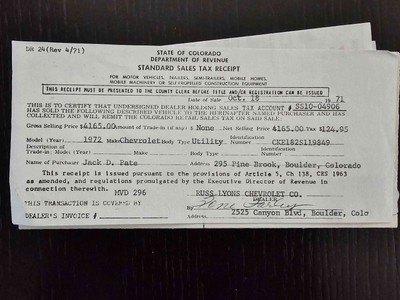 DR 24(Rev 4/71)
STATE OF COLORADO
DEPARTMENT OF REVENUE
STANDARD SALES TAX RECEIPT
FOR MOTOR VEHICLES, TRAILERS, SEMI-TRAILERS, MOBILE HOMES,
MOBILE MACHINERY OR SELF-PROPELLED CONSTRUCTION EQUIPMENT
THIS RECEIPT MUST BE PRESENTED TO THE COUNTY CLERK BEFORE TITLE AND/OR REGISTRATION CAN BE ISSUED
Date of Sale Oct. 18 1971
THIS IS TO CERTIFY THAT UNDERSIGNED DEALER HOLDING SALES TAX ACCOUNT # SS10-04906
HAS SOLD THE FOLLOWING DESCRIBED VEHICLE TO THE HEREINAFTER NAMED PURCHASER AND HAS
COLLECTED AND WILL REMIT THE COLORADO RETAIL SALES TAX ON SAID SALE.
Gross Selling Price $4165.00 Amount of Trade-in (if any) $ None Net Selling Price $4165.00 Tax $124.95
Model (Year) 1972 Make Chevrolet Body Type Utility Identification Number CKE182S119849
Description of Trade-in: Model (Year) Make Body Type Identification Number
Name of Purchaser Jack D. Pate Address 295 Pine Brook, Boulder, Colorado
This receipt is issued pursuant to the provisions of Article 5, Ch 138, CRS 1963
as amended, and regulations promulgated by the Executive Director of Revenue in
connection therewith. MVD 296 RUSS LYONS CHEVROLET CO.
DEALER
THIS TRANSACTION IS COVERED BY By
DEALER'S INVOICE # Address 2525 Canyon Blvd, Boulder, Colo